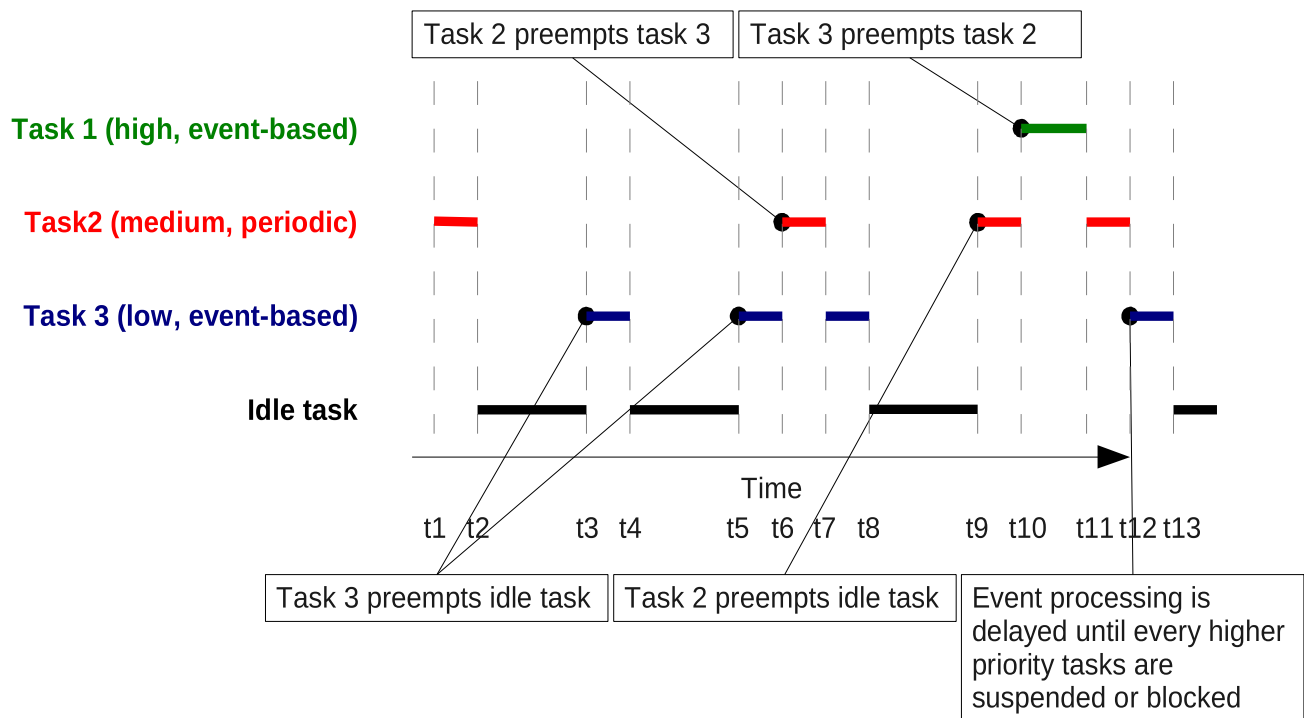 Task 2 preempts task 3
Task 3 preempts task 2
Task 1 (high, event-based)
Task2 (medium, periodic)
Task 3 (low, event-based)
Idle task
Time
t1 t2 t3 t4 t5 t6 t7 t8 t9 t10 t11 t12 t13
Task 3 preempts idle task
Task 2 preempts idle task
Event processing is
delayed until every higher
priority tasks are
suspended or blocked